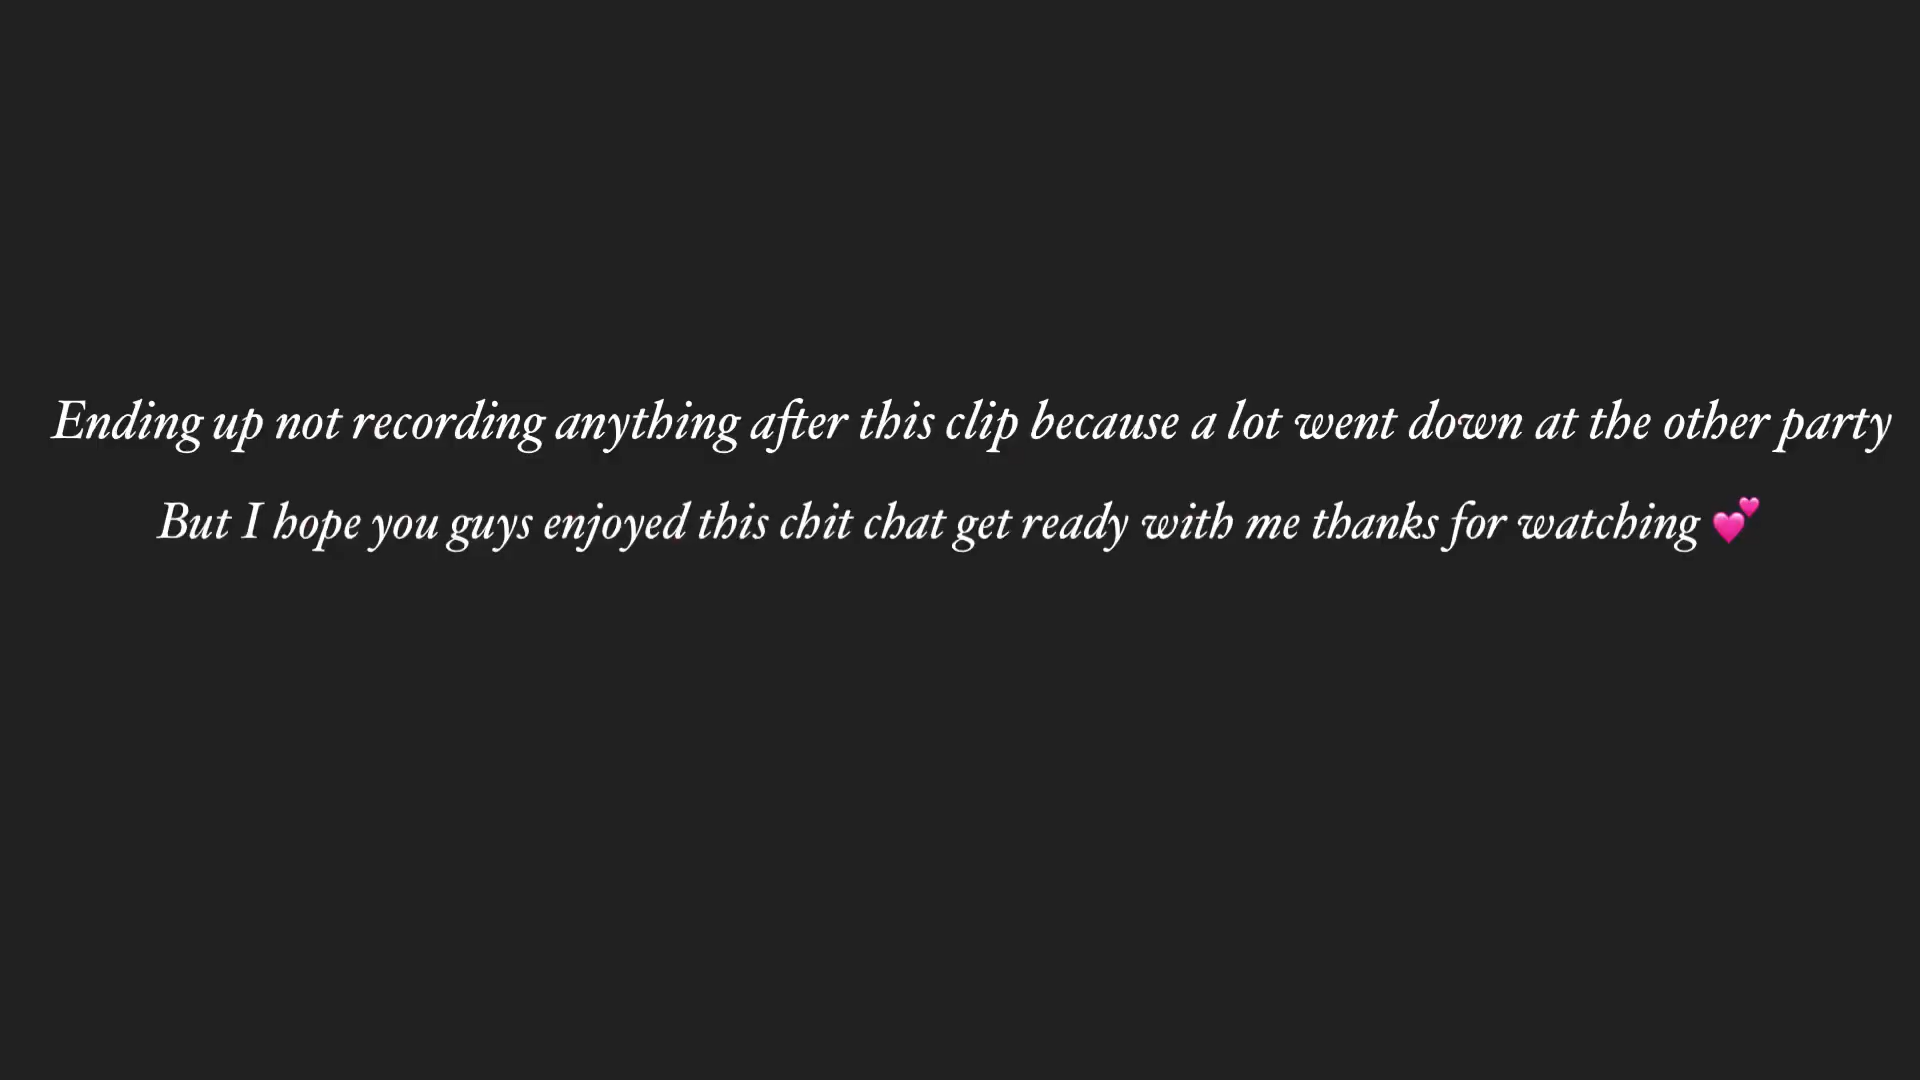 Ending up not recording anything after this clip because a lot went down at the other party
But I hope you guys enjoyed this chit chat get ready with me thanks for watching 💕